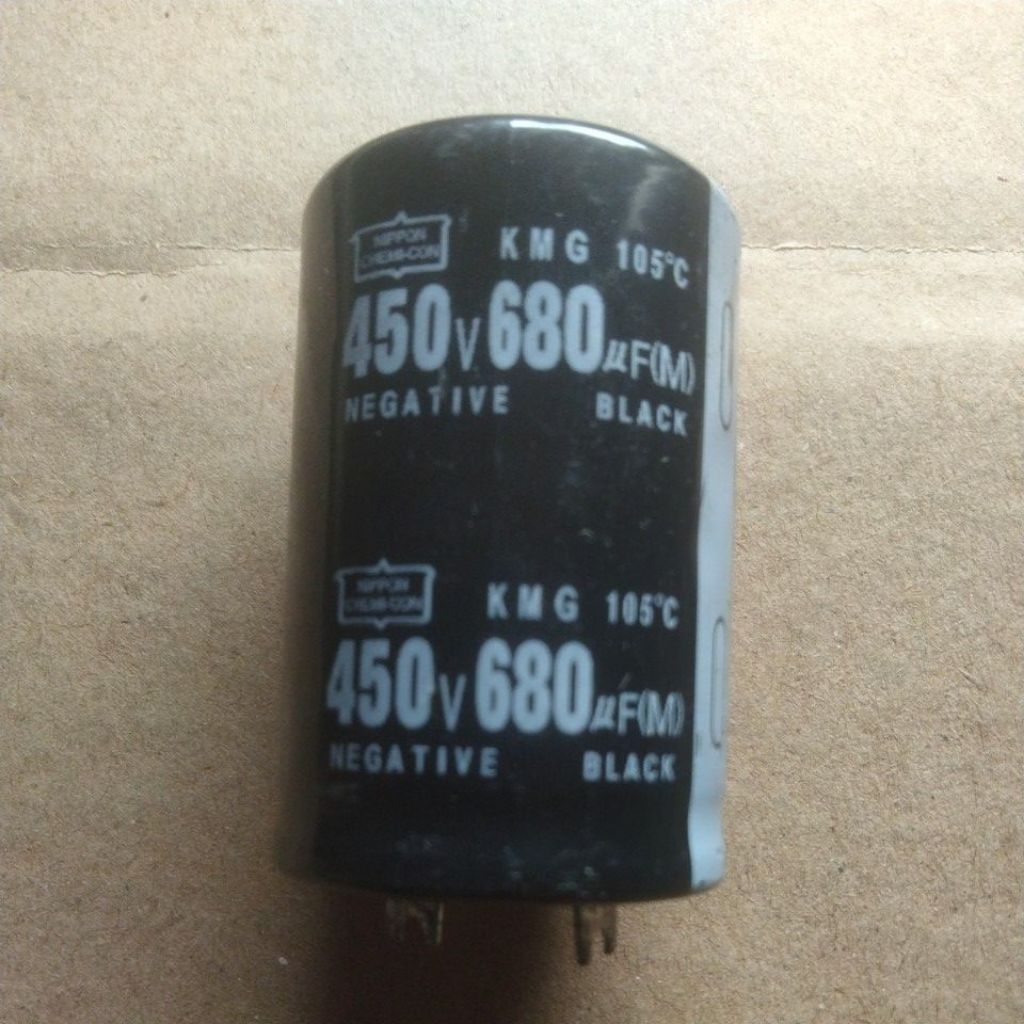 NIPPON
CHEMI-CON
KMG 105°C
450V 680µF(M)
NEGATIVE BLACK
NIPPON
CHEMI-CON
KMG 105°C
450V 680µF(M)
NEGATIVE BLACK